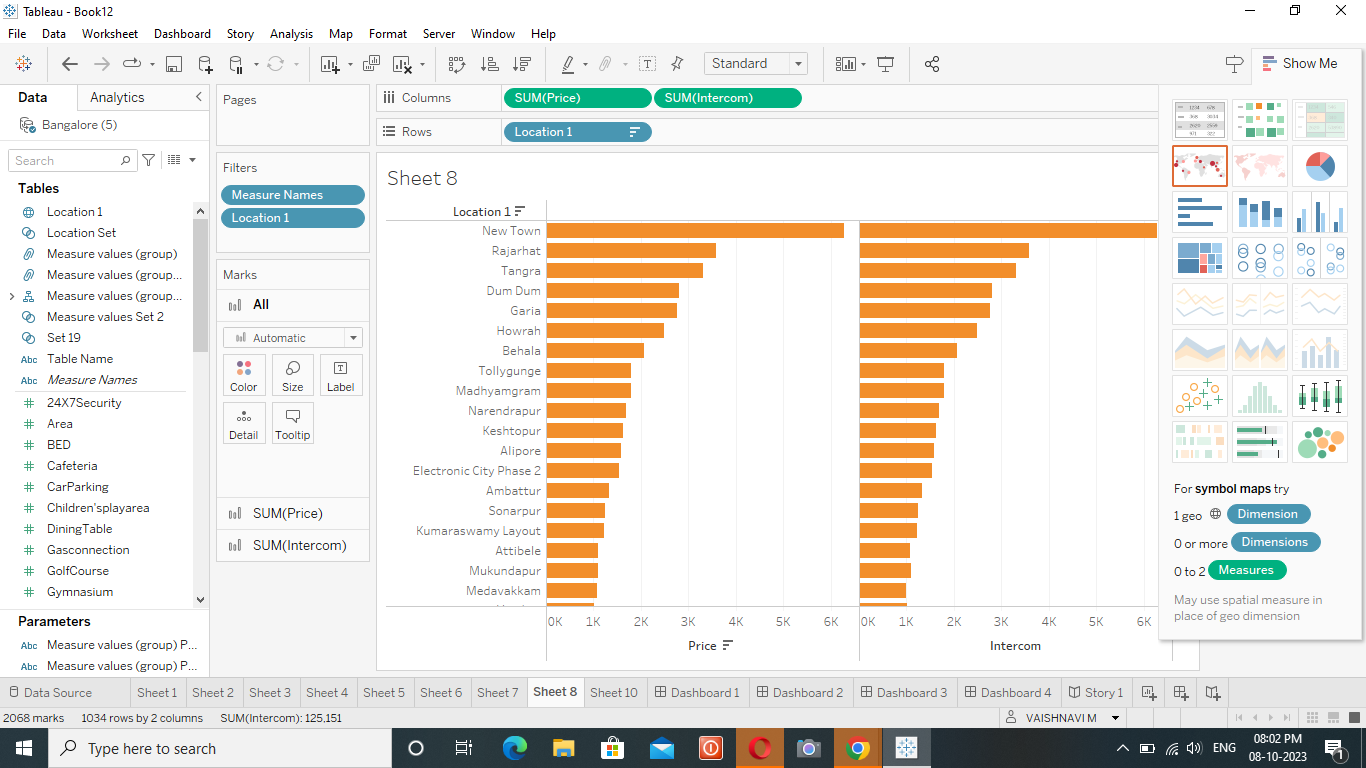 Tableau - Book12
File Data Worksheet Dashboard Story Analysis Map Format Server Window Help
Standard
Show Me
Data Analytics
Bangalore (5)
Search
Tables
Location 1
Location Set
Measure values (group)
Measure values (group...
Measure values (group...
Measure values Set 2
Set 19
Abc Table Name
Abc Measure Names
24X7Security
Area
BED
Cafeteria
CarParking
Children'splayarea
DiningTable
Gasconnection
GolfCourse
Gymnasium
Parameters
Abc Measure values (group) P...
Abc Measure values (group) P...
Pages
Filters
Measure Names
Location 1
Marks
All
Automatic
Color Size Label
Detail Tooltip
SUM(Price)
SUM(Intercom)
Columns SUM(Price) SUM(Intercom)
Rows Location 1
Sheet 8
Location 1
New Town
Rajarhat
Tangra
Dum Dum
Garia
Howrah
Behala
Tollygunge
Madhyamgram
Narendrapur
Keshtopur
Alipore
Electronic City Phase 2
Ambattur
Sonarpur
Kumaraswamy Layout
Attibele
Mukundapur
Medavakkam
0K 1K 2K 3K 4K 5K 6K 0K 1K 2K 3K 4K 5K 6K
Price Intercom
For symbol maps try
1 geo Dimension
0 or more Dimensions
0 to 2 Measures
May use spatial measure in
place of geo dimension
Data Source Sheet 1 Sheet 2 Sheet 3 Sheet 4 Sheet 5 Sheet 6 Sheet 7 Sheet 8 Sheet 10 Dashboard 1 Dashboard 2 Dashboard 3 Dashboard 4 Story 1
2068 marks 1034 rows by 2 columns SUM(Intercom): 125,151 VAISHNAVI M
Type here to search
ENG
08:02 PM
08-10-2023
1